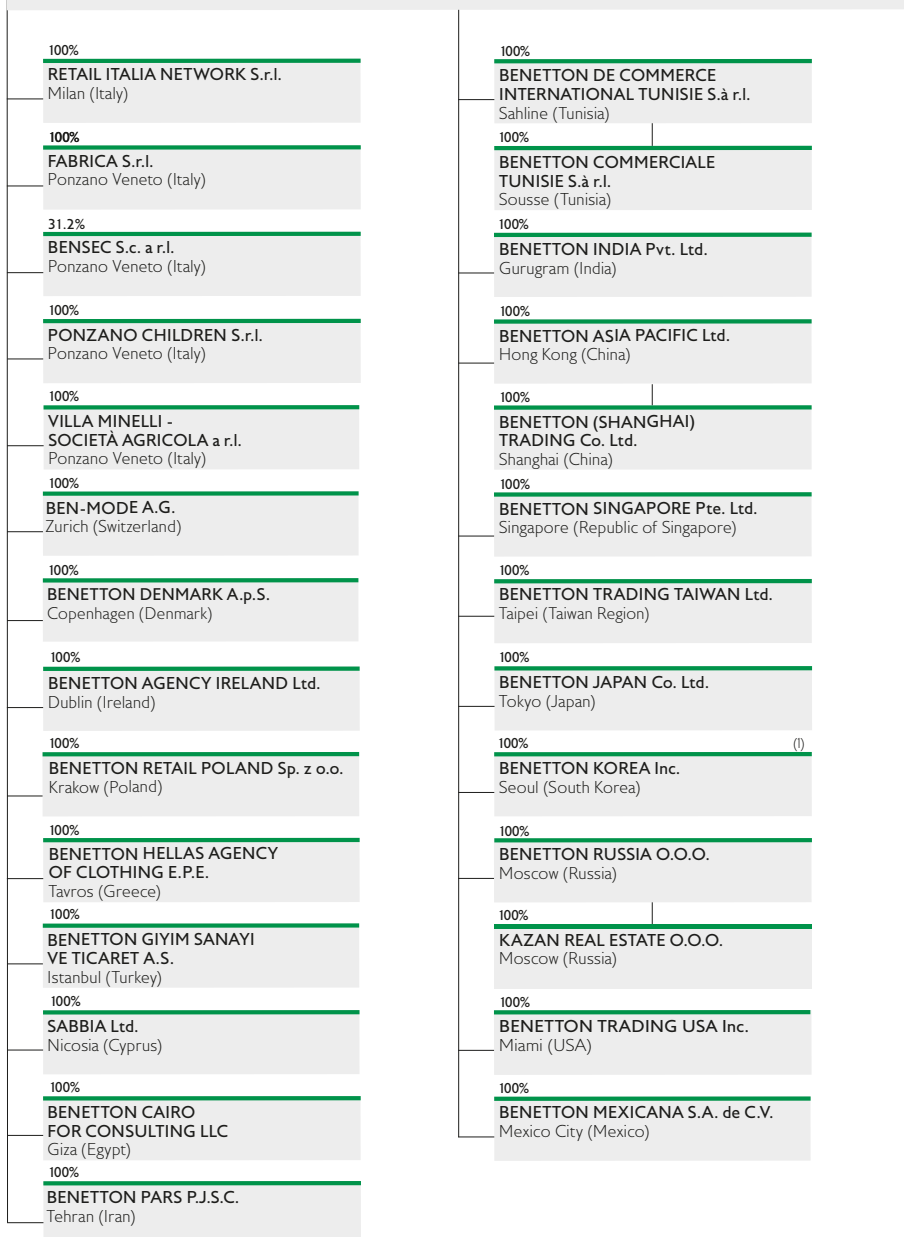 100%
RETAIL ITALIA NETWORK S.r.l.
Milan (Italy)
100%
FABRICA S.r.l.
Ponzano Veneto (Italy)
31.2%
BENSEC S.c. a r.l.
Ponzano Veneto (Italy)
100%
PONZANO CHILDREN S.r.l.
Ponzano Veneto (Italy)
100%
VILLA MINELLI -
SOCIETÀ AGRICOLA a r.l.
Ponzano Veneto (Italy)
100%
BEN-MODE A.G.
Zurich (Switzerland)
100%
BENETTON DENMARK A.p.S.
Copenhagen (Denmark)
100%
BENETTON AGENCY IRELAND Ltd.
Dublin (Ireland)
100%
BENETTON RETAIL POLAND Sp. z o.o.
Krakow (Poland)
100%
BENETTON HELLAS AGENCY
OF CLOTHING E.P.E.
Tavros (Greece)
100%
BENETTON GIYIM SANAYI
VE TICARET A.S.
Istanbul (Turkey)
100%
SABBIA Ltd.
Nicosia (Cyprus)
100%
BENETTON CAIRO
FOR CONSULTING LLC
Giza (Egypt)
100%
BENETTON PARS P.J.S.C.
Tehran (Iran)
100%
BENETTON DE COMMERCE
INTERNATIONAL TUNISIE S.à r.l.
Sahline (Tunisia)
100%
BENETTON COMMERCIALE
TUNISIE S.à r.l.
Sousse (Tunisia)
100%
BENETTON INDIA Pvt. Ltd.
Gurugram (India)
100%
BENETTON ASIA PACIFIC Ltd.
Hong Kong (China)
100%
BENETTON (SHANGHAI)
TRADING Co. Ltd.
Shanghai (China)
100%
BENETTON SINGAPORE Pte. Ltd.
Singapore (Republic of Singapore)
100%
BENETTON TRADING TAIWAN Ltd.
Taipei (Taiwan Region)
100%
BENETTON JAPAN Co. Ltd.
Tokyo (Japan)
100% (1)
BENETTON KOREA Inc.
Seoul (South Korea)
100%
BENETTON RUSSIA O.O.O.
Moscow (Russia)
100%
KAZAN REAL ESTATE O.O.O.
Moscow (Russia)
100%
BENETTON TRADING USA Inc.
Miami (USA)
100%
BENETTON MEXICANA S.A. de C.V.
Mexico City (Mexico)